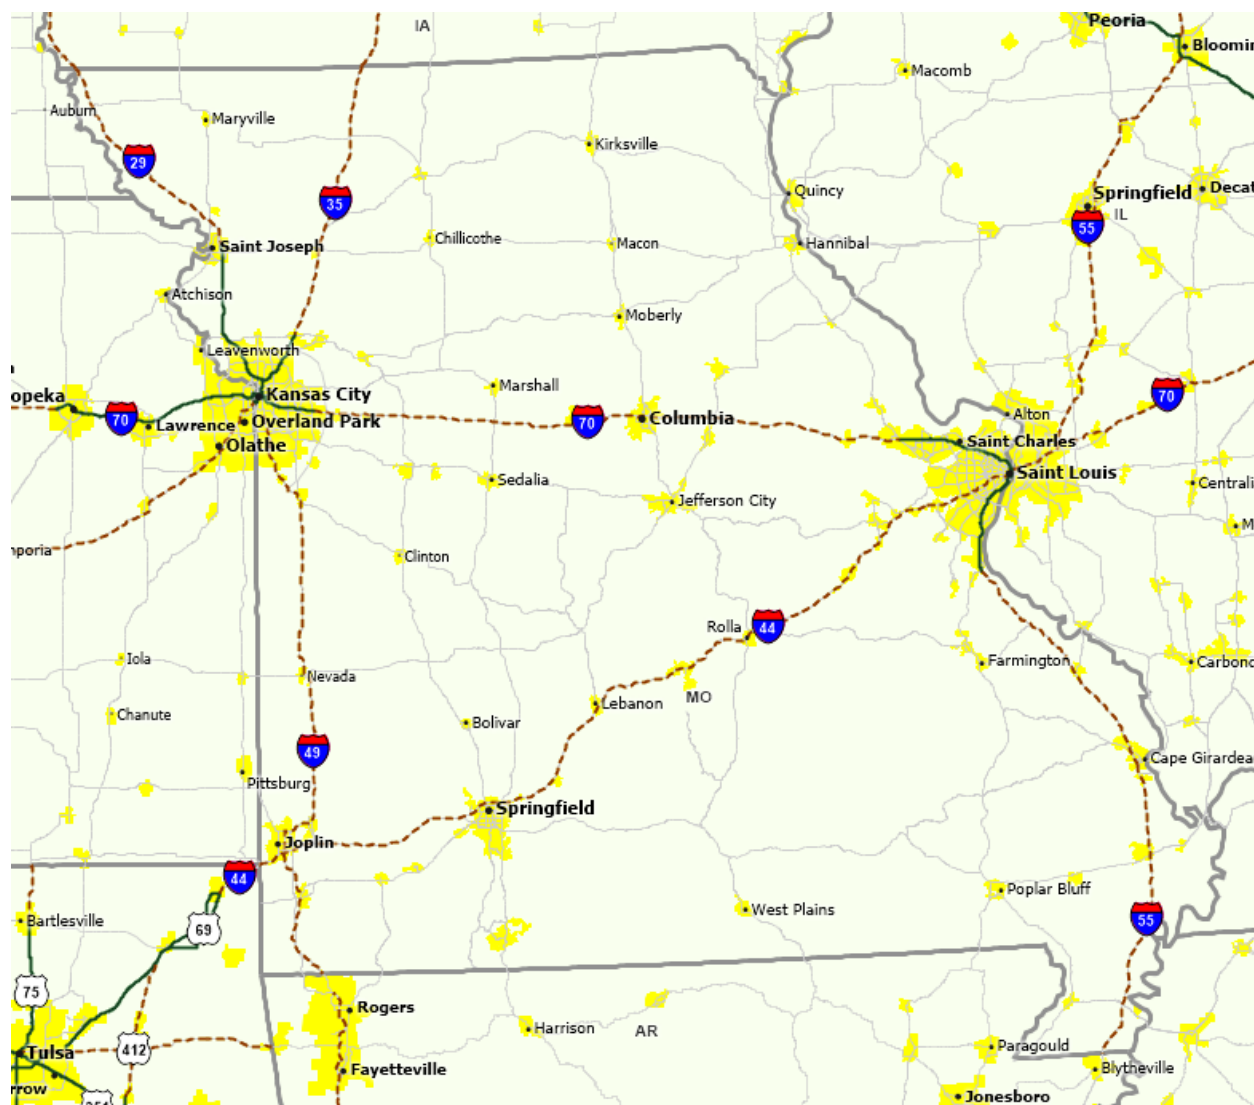 IA
Peoria
Bloomin
Macomb
Auburn
Maryville
Kirksville
29
Quincy
Springfield
Decat
35
IL
55
Saint Joseph
Chillicothe
Macon
Hannibal
Atchison
Moberly
Leavenworth
Marshall
Kansas City
70
opeka
70
Lawrence
Overland Park
70
Columbia
Alton
Olathe
Saint Charles
Saint Louis
Sedalia
Jefferson City
Centrali
M
nporia
Clinton
Rolla
44
Iola
Nevada
Farmington
Carbond
MO
Lebanon
Chanute
Bolivar
49
Cape Girardea
Pittsburg
Springfield
Joplin
44
Poplar Bluff
West Plains
Bartlesville
69
55
75
Rogers
Harrison
AR
Tulsa
412
Paragould
Fayetteville
Blytheville
rrow
Jonesboro